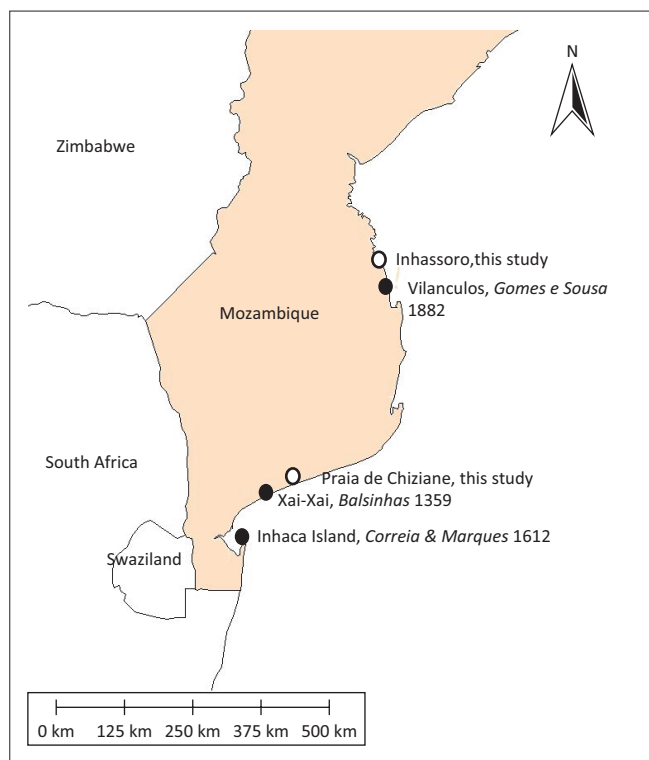 N
Zimbabwe
Inhassoro,this study
Vilanculos, Gomes e Sousa
1882
Mozambique
South Africa
Praia de Chiziane, this study
Xai-Xai, Balsinhas 1359
Inhaca Island, Correia & Marques 1612
Swaziland
0 km 125 km 250 km 375 km 500 km